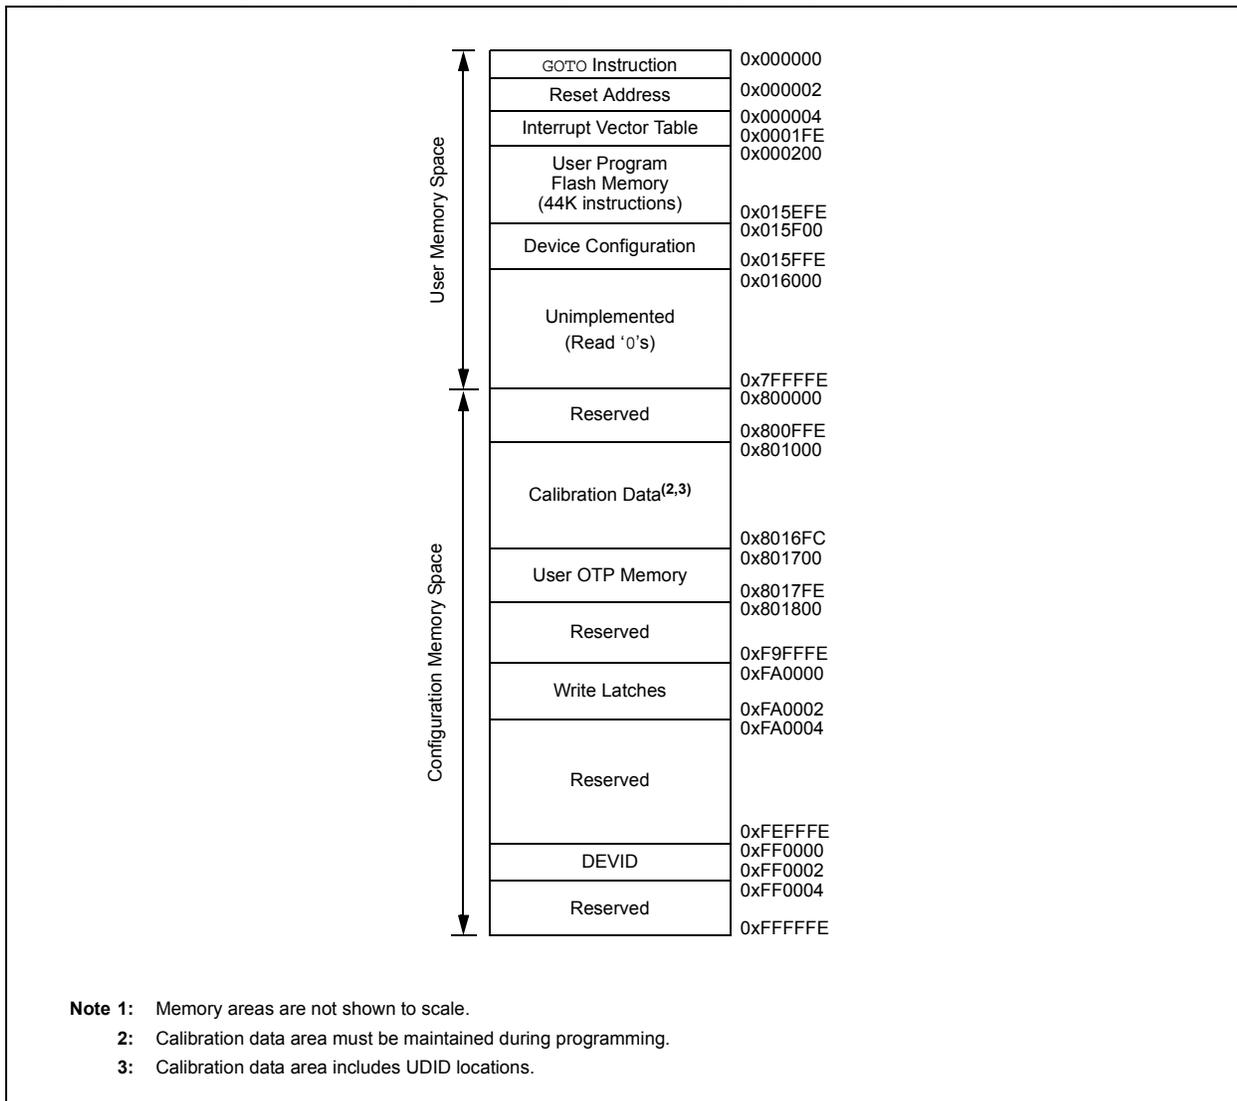 User Memory Space
GOTO Instruction
0x000000
Reset Address
0x000002
Interrupt Vector Table
0x000004
0x0001FE
User Program
Flash Memory
(44K instructions)
0x000200
0x015EFE
Device Configuration
0x015F00
0x015FFE
Unimplemented
(Read ‘0’s)
0x016000
0x7FFFFE
Configuration Memory Space
Reserved
0x800000
0x800FFE
Calibration Data(2,3)
0x801000
0x8016FC
User OTP Memory
0x801700
0x8017FE
Reserved
0x801800
0xF9FFFE
Write Latches
0xFA0000
0xFA0002
Reserved
0xFA0004
0xFEFFFE
DEVID
0xFF0000
0xFF0002
Reserved
0xFF0004
0xFFFFFE
Note 1: Memory areas are not shown to scale.
2: Calibration data area must be maintained during programming.
3: Calibration data area includes UDID locations.